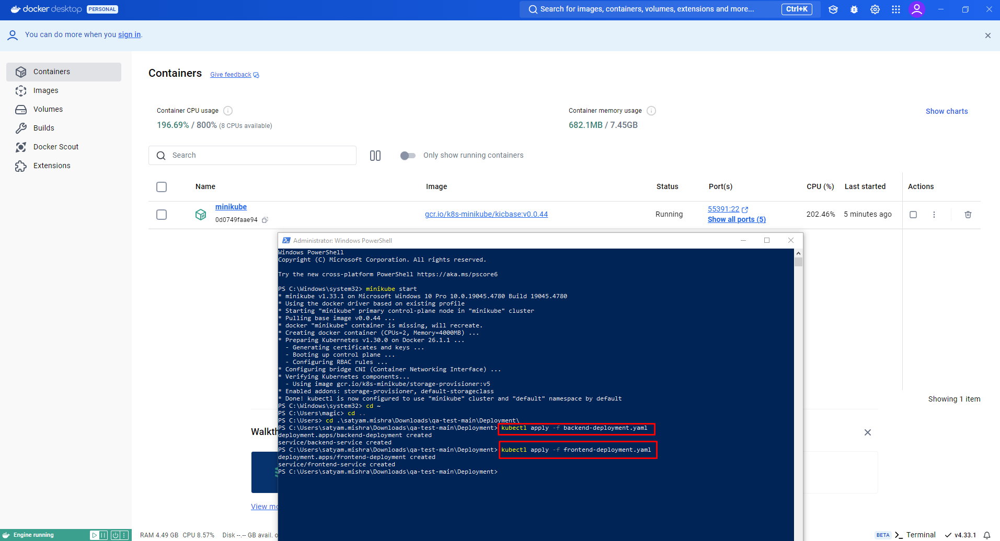 docker desktop PERSONAL
Search for images, containers, volumes, extensions and more... Ctrl+K
You can do more when you sign in.
Containers
Images
Volumes
Builds
Docker Scout
Extensions
Containers Give feedback
Container CPU usage
196.69% / 800% (8 CPUs available)
Container memory usage
682.1MB / 7.45GB
Show charts
Search
Only show running containers
Name Image Status Port(s) CPU (%) Last started Actions
minikube
0d0749faae94
gcr.io/k8s-minikube/kicbase:v0.0.44
Running
55391:22
Show all ports (5)
202.46%
5 minutes ago
Administrator: Windows PowerShell
Windows PowerShell
Copyright (C) Microsoft Corporation. All rights reserved.
Try the new cross-platform PowerShell https://aka.ms/pscore6
PS C:\Windows\system32> minikube start
* minikube v1.33.1 on Microsoft Windows 10 Pro 10.0.19045.4780 Build 19045.4780
* Using the docker driver based on existing profile
* Starting "minikube" primary control-plane node in "minikube" cluster
* Pulling base image v0.0.44 ...
* docker "minikube" container is missing, will recreate.
* Creating docker container (CPUs=2, Memory=4000MB) ...
* Preparing Kubernetes v1.30.0 on Docker 26.1.1 ...
- Generating certificates and keys ...
- Booting up control plane ...
- Configuring RBAC rules ...
* Configuring bridge CNI (Container Networking Interface) ...
* Verifying Kubernetes components...
- Using image gcr.io/k8s-minikube/storage-provisioner:v5
* Enabled addons: storage-provisioner, default-storageclass
* Done! kubectl is now configured to use "minikube" cluster and "default" namespace by default
PS C:\Windows\system32> cd ~
PS C:\Users\magic> cd ..
PS C:\Users> cd .\satyam.mishra\Downloads\qa-test-main\Deployment\
PS C:\Users\satyam.mishra\Downloads\qa-test-main\Deployment> kubectl apply -f backend-deployment.yaml
deployment.apps/backend-deployment created
service/backend-service created
PS C:\Users\satyam.mishra\Downloads\qa-test-main\Deployment> kubectl apply -f frontend-deployment.yaml
deployment.apps/frontend-deployment created
service/frontend-service created
PS C:\Users\satyam.mishra\Downloads\qa-test-main\Deployment>
Showing 1 item
Walkth
View mo
Engine running
RAM 4.49 GB CPU 8.57% Disk --.-- GB avail. o
BETA Terminal v4.33.1